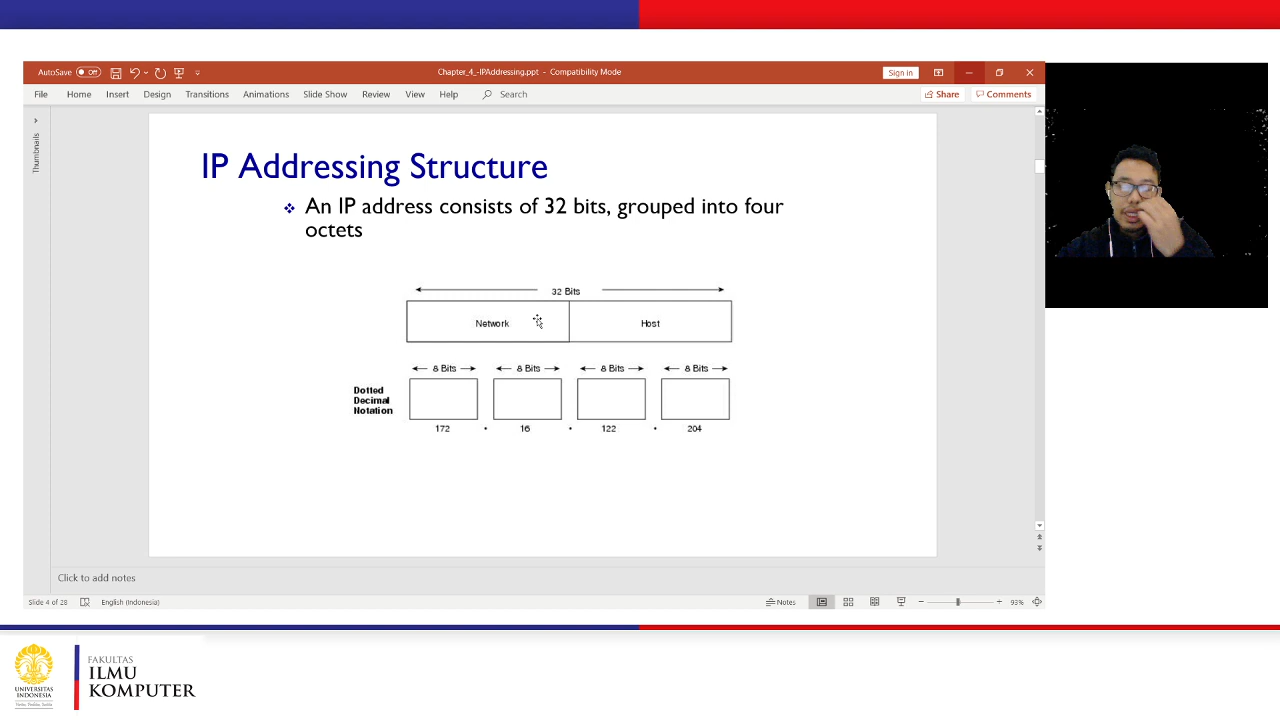 AutoSave Off
Chapter_4_-IPAddressing.ppt - Compatibility Mode
Sign in
File Home Insert Design Transitions Animations Slide Show Review View Help Search
Share Comments
Thumbnails
IP Addressing Structure
An IP address consists of 32 bits, grouped into four
octets
32 Bits
Network Host
8 Bits 8 Bits 8 Bits 8 Bits
Dotted
Decimal
Notation
172 . 16 . 122 . 204
Click to add notes
Slide 4 of 28 English (Indonesia) Notes 93%
UNIVERSITAS
INDONESIA
FAKULTAS
ILMU
KOMPUTER